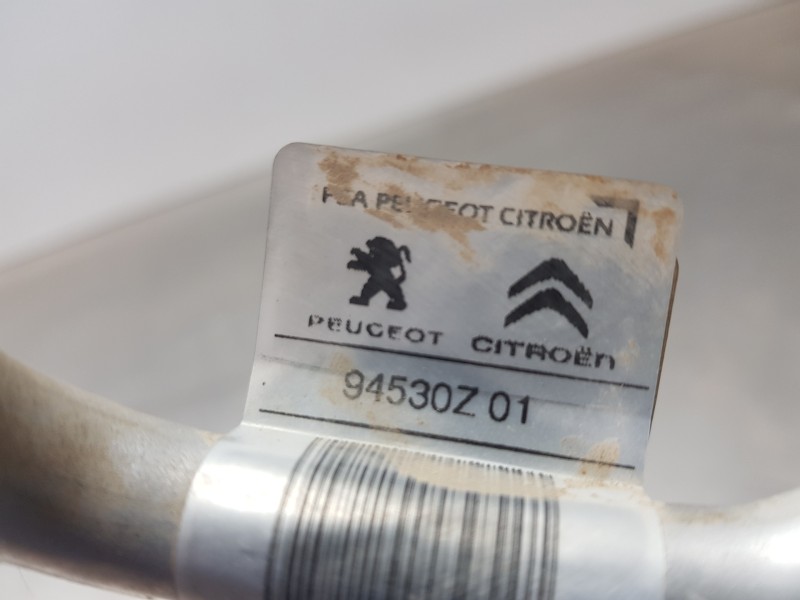 PSA PEUGEOT CITROËN
PEUGEOT CITROËN
94530Z 01